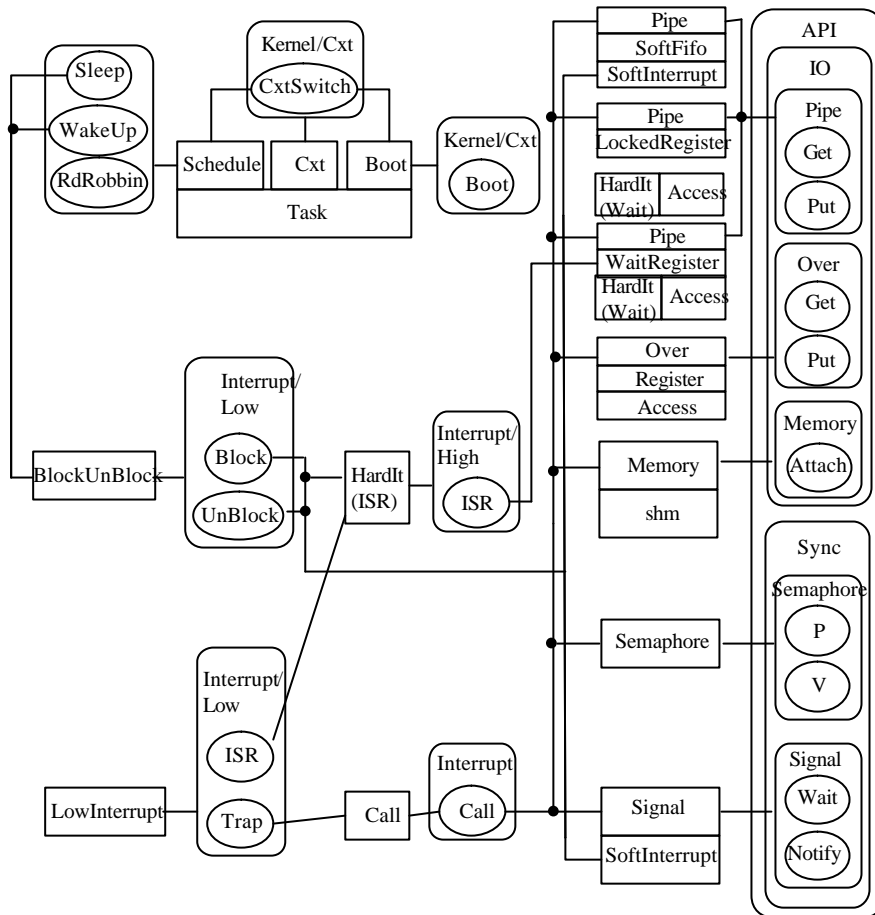 Sleep
WakeUp
RdRobbin
Kernel/Cxt
CxtSwitch
Schedule
Cxt
Boot
Task
Kernel/Cxt
Boot
Pipe
SoftFifo
SoftInterrupt
Pipe
LockedRegister
HardIt
(Wait)
Access
Pipe
WaitRegister
HardIt
(Wait)
Access
Over
Register
Access
Memory
shm
Semaphore
Signal
SoftInterrupt
API
IO
Pipe
Get
Put
Over
Get
Put
Memory
Attach
Sync
Semaphore
P
V
Signal
Wait
Notify
BlockUnBlock
Interrupt/
Low
Block
UnBlock
HardIt
(ISR)
Interrupt/
High
ISR
LowInterrupt
Interrupt/
Low
ISR
Trap
Call
Interrupt
Call